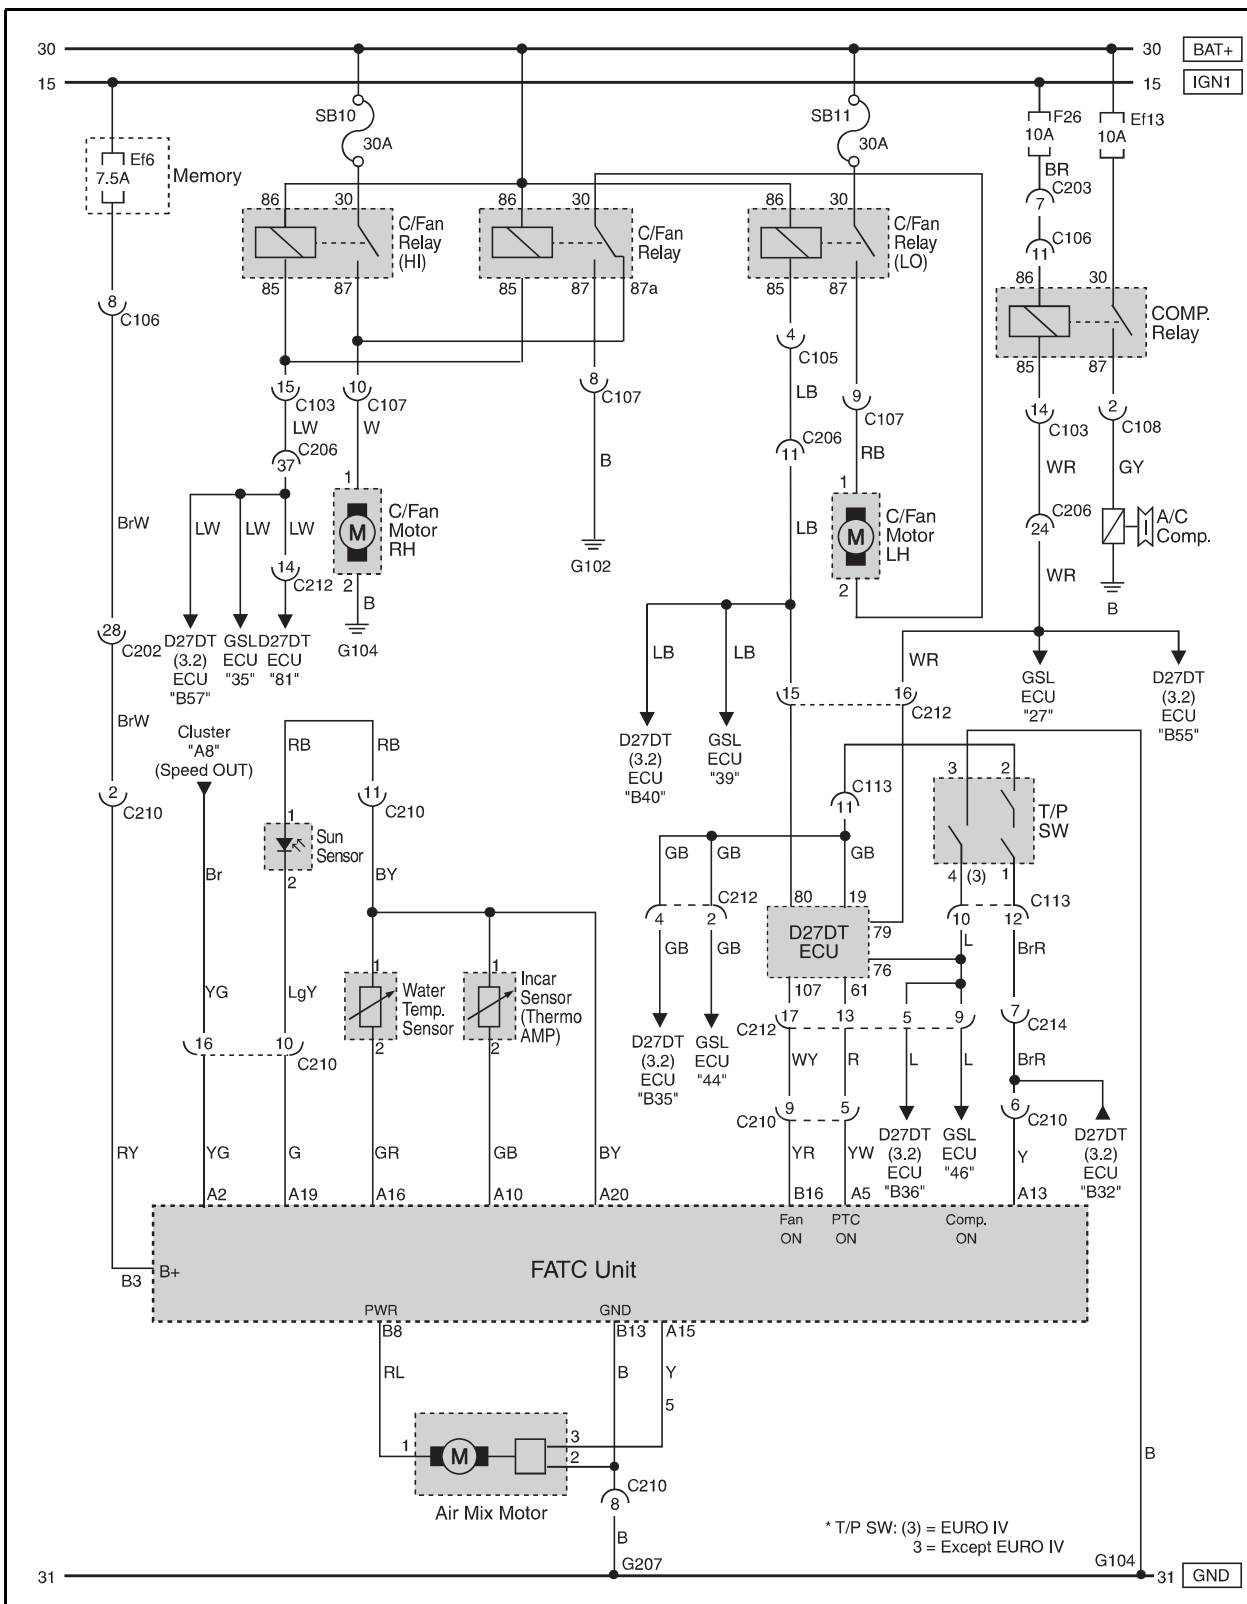 30
30 BAT+
15
15 IGN1
SB10
30A
SB11
30A
F26
10A
Ef13
10A
BR
Ef6
7.5A
Memory
7 C203
C106
11
86 30
C/Fan
Relay
(HI)
85 87
86 30
C/Fan
Relay
85 87 87a
86 30
C/Fan
Relay
(LO)
85 87
86 30
COMP.
Relay
85 87
8
C106
15
C103
10
C107
LW
W
C206
37
8
C107
B
G102
4
C105
LB
C206
11
LB
9
C107
RB
14
C103
WR
C206
24
WR
2
C108
GY
A/C
Comp.
B
1
M
C/Fan
Motor
RH
2
B
G104
1
M
C/Fan
Motor
LH
2
BrW
LW LW LW
14
C212
28
C202
D27DT
(3.2)
ECU
"B57"
GSL
ECU
"35"
D27DT
ECU
"81"
LB
LB
WR
GSL
ECU
"27"
D27DT
(3.2)
ECU
"B55"
15 16
C212
D27DT
(3.2)
ECU
"B40"
GSL
ECU
"39"
BrW
2
C210
Cluster
"A8"
(Speed OUT)
RB RB
11
C210
1
Sun
Sensor
2
Br
BY
C113
11
3 2
T/P
SW
4 (3) 1
GB GB GB
C212
4 2
GB GB
80 19
D27DT
ECU
79
76
107 61
C113
10 12
L BrR
YG
LgY
1
Water
Temp.
Sensor
2
1
Incar
Sensor
(Thermo
AMP)
2
16 10
C210
D27DT
(3.2)
ECU
"B35"
GSL
ECU
"44"
C212
17 13 5 9
7
C214
WY R L L BrR
C210
9 5
6
C210
D27DT
(3.2)
ECU
"B36"
GSL
ECU
"46"
D27DT
(3.2)
ECU
"B32"
RY YG G GR GB BY YR YW Y
A2 A19 A16 A10 A20 B16 A5 A13
Fan
ON
PTC
ON
Comp.
ON
B3
B+
FATC Unit
PWR GND
B8 B13 A15
RL B Y
5
1
M
3
2
Air Mix Motor
C210
8
B
G207
B
* T/P SW: (3) = EURO IV
3 = Except EURO IV
G104
31
31 GND